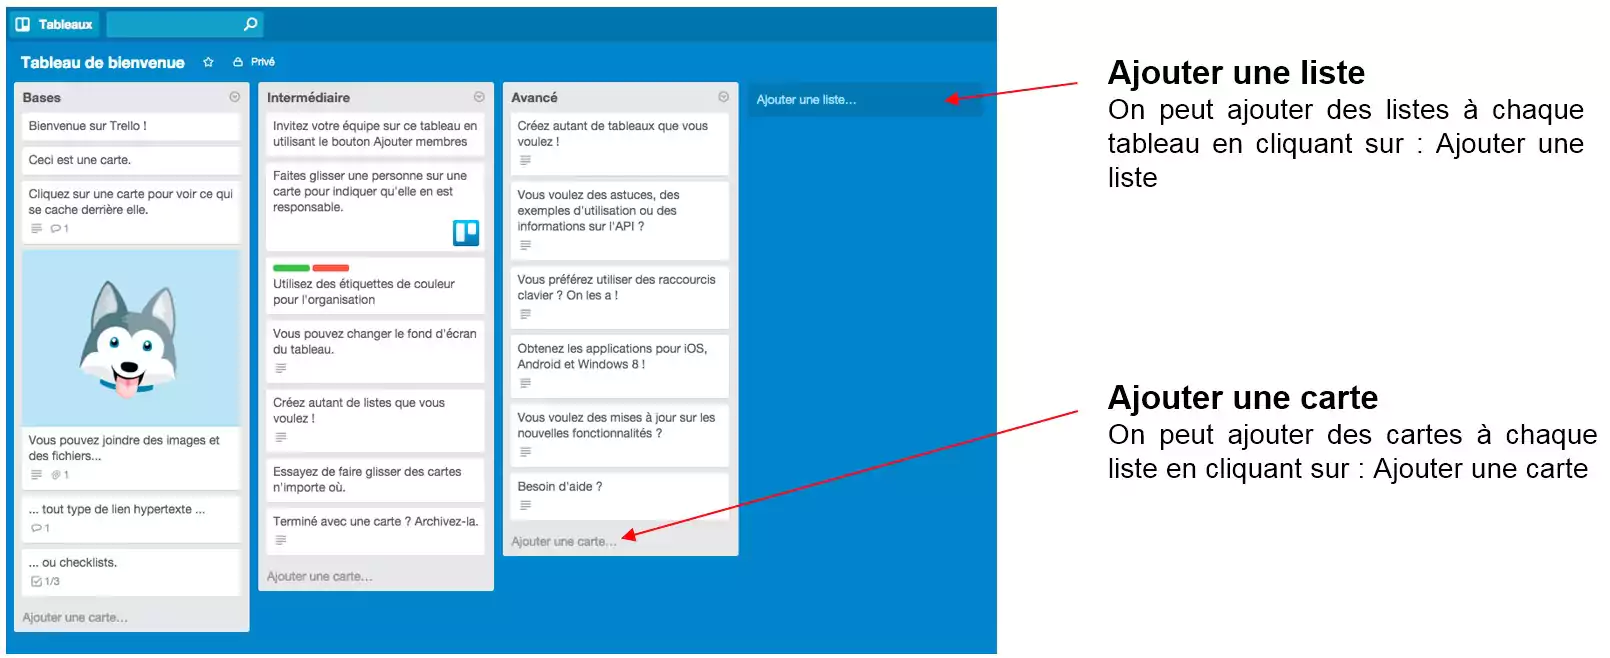 Tableaux
Tableau de bienvenue
Privé
Bases
Bienvenue sur Trello !
Ceci est une carte.
Cliquez sur une carte pour voir ce qui
se cache derrière elle.
1
Vous pouvez joindre des images et
des fichiers...
1
... tout type de lien hypertexte ...
1
... ou checklists.
1/3
Ajouter une carte...
Intermédiaire
Invitez votre équipe sur ce tableau en
utilisant le bouton Ajouter membres
Faites glisser une personne sur une
carte pour indiquer qu'elle en est
responsable.
Utilisez des étiquettes de couleur
pour l'organisation
Vous pouvez changer le fond d'écran
du tableau.
Créez autant de listes que vous
voulez !
Essayez de faire glisser des cartes
n'importe où.
Terminé avec une carte ? Archivez-la.
Ajouter une carte...
Avancé
Créez autant de tableaux que vous
voulez !
Vous voulez des astuces, des
exemples d'utilisation ou des
informations sur l'API ?
Vous préférez utiliser des raccourcis
clavier ? On les a !
Obtenez les applications pour iOS,
Android et Windows 8 !
Vous voulez des mises à jour sur les
nouvelles fonctionnalités ?
Besoin d'aide ?
Ajouter une carte...
Ajouter une liste...
Ajouter une liste
On peut ajouter des listes à chaque
tableau en cliquant sur : Ajouter une
liste
Ajouter une carte
On peut ajouter des cartes à chaque
liste en cliquant sur : Ajouter une carte